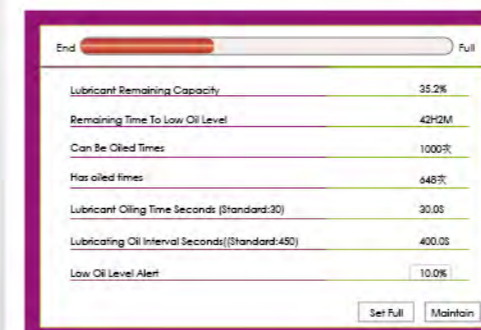 End Full
Lubricant Remaining Capacity 35.2%
Remaining Time To Low Oil Level 42H2M
Can Be Oiled Times 1000次
Has oiled times 648次
Lubricant Oiling Time Seconds (Standard:30) 30.0S
Lubricating Oil Interval Seconds((Standard:450) 400.0S
Low Oil Level Alert 10.0%
Set Full Maintain